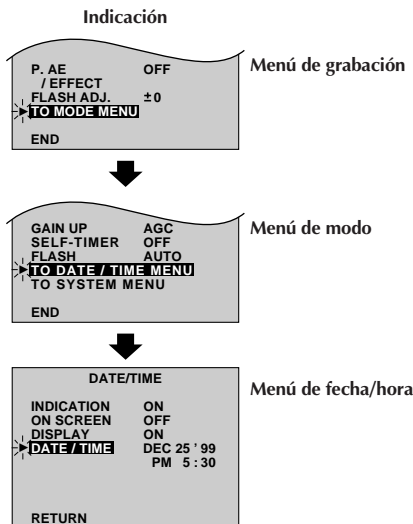 Indicación
P. AE OFF
/ EFFECT
FLASH ADJ. ±0
TO MODE MENU
END
Menú de grabación
GAIN UP AGC
SELF-TIMER OFF
FLASH AUTO
TO DATE / TIME MENU
TO SYSTEM MENU
END
Menú de modo
DATE/TIME
INDICATION ON
ON SCREEN OFF
DISPLAY ON
DATE / TIME DEC 25 ' 99
PM 5 : 30
RETURN
Menú de fecha/hora